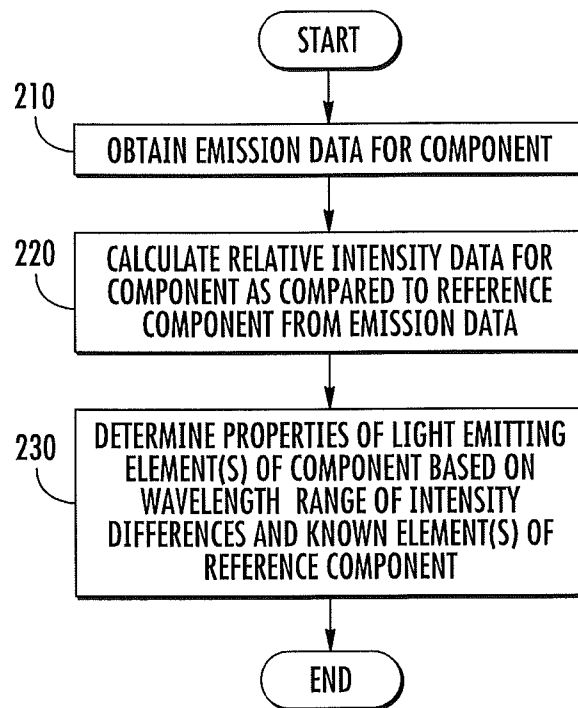 START
210
OBTAIN EMISSION DATA FOR COMPONENT
220
CALCULATE RELATIVE INTENSITY DATA FOR
COMPONENT AS COMPARED TO REFERENCE
COMPONENT FROM EMISSION DATA
230
DETERMINE PROPERTIES OF LIGHT EMITTING
ELEMENT(S) OF COMPONENT BASED ON
WAVELENGTH RANGE OF INTENSITY
DIFFERENCES AND KNOWN ELEMENT(S) OF
REFERENCE COMPONENT
END